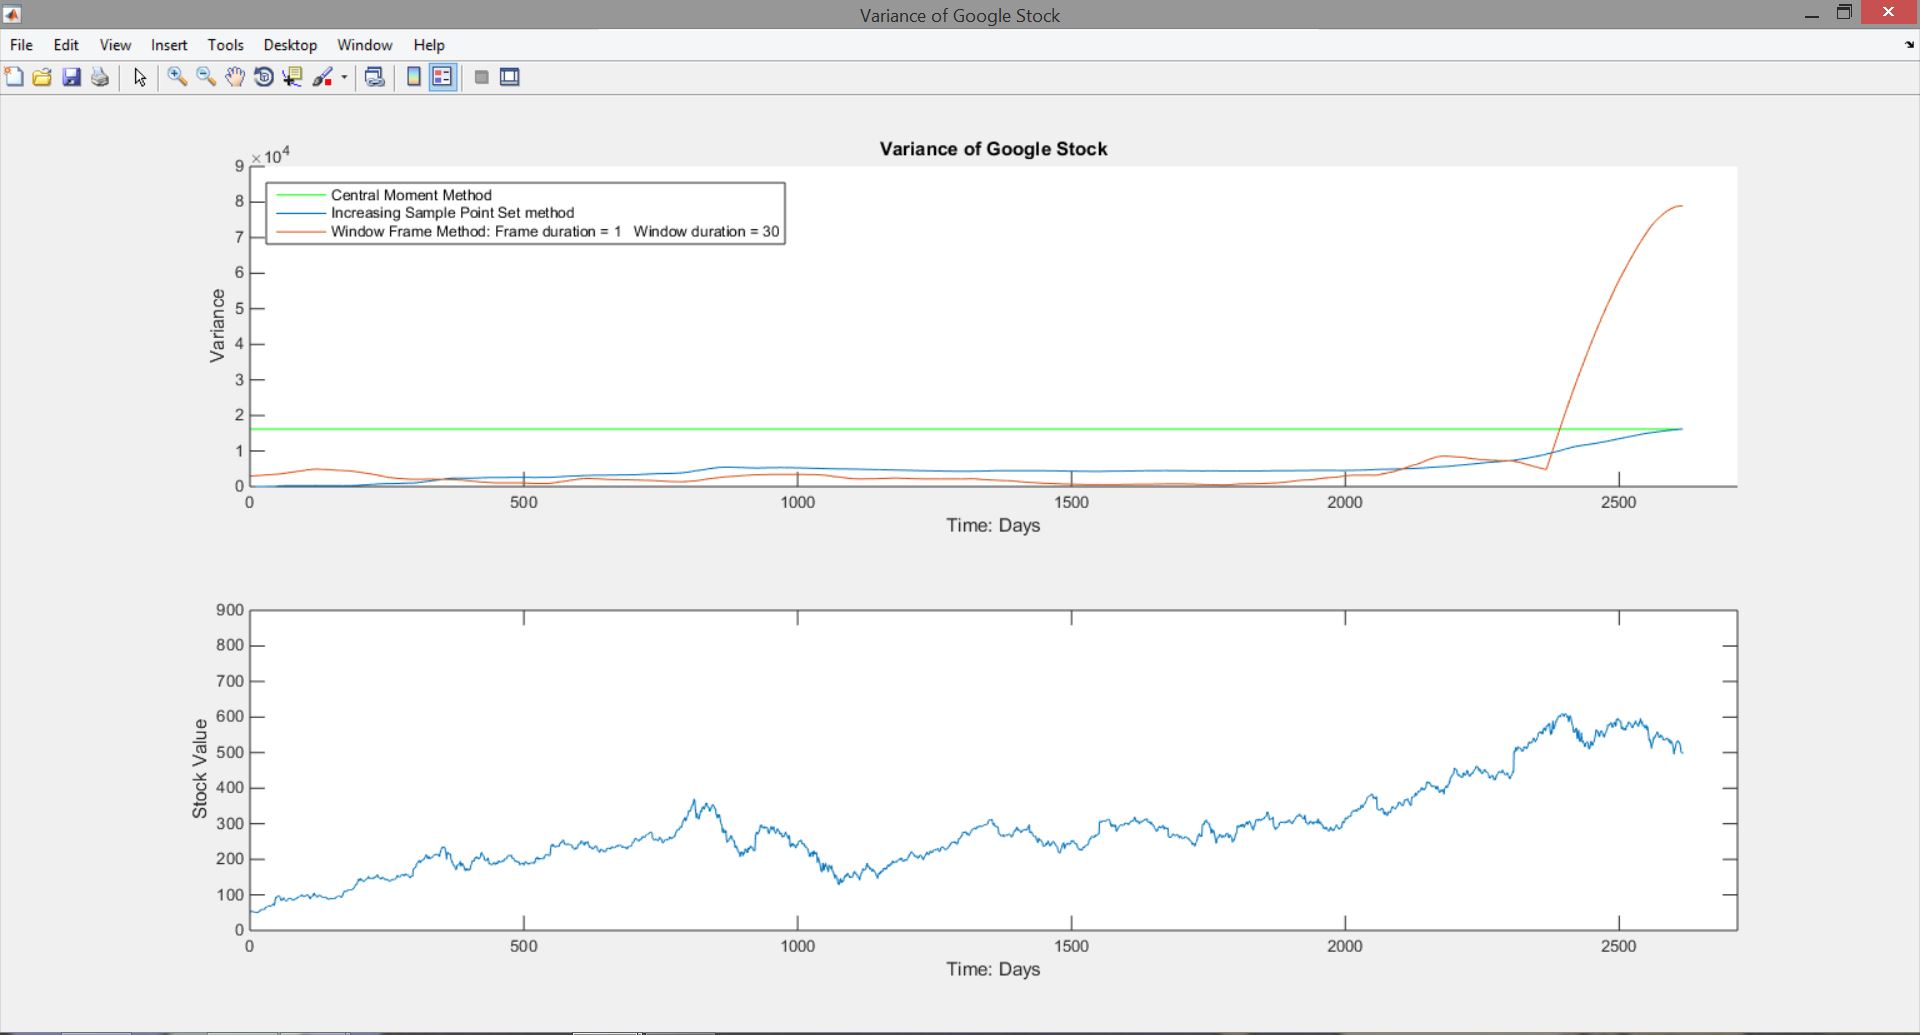 Variance of Google Stock
File Edit View Insert Tools Desktop Window Help
Variance of Google Stock
×10^4
9
8
7
6
5
4
3
2
1
0
Variance
Central Moment Method
Increasing Sample Point Set method
Window Frame Method: Frame duration = 1 Window duration = 30
0 500 1000 1500 2000 2500
Time: Days
900
800
700
600
500
400
300
200
100
0
Stock Value
0 500 1000 1500 2000 2500
Time: Days